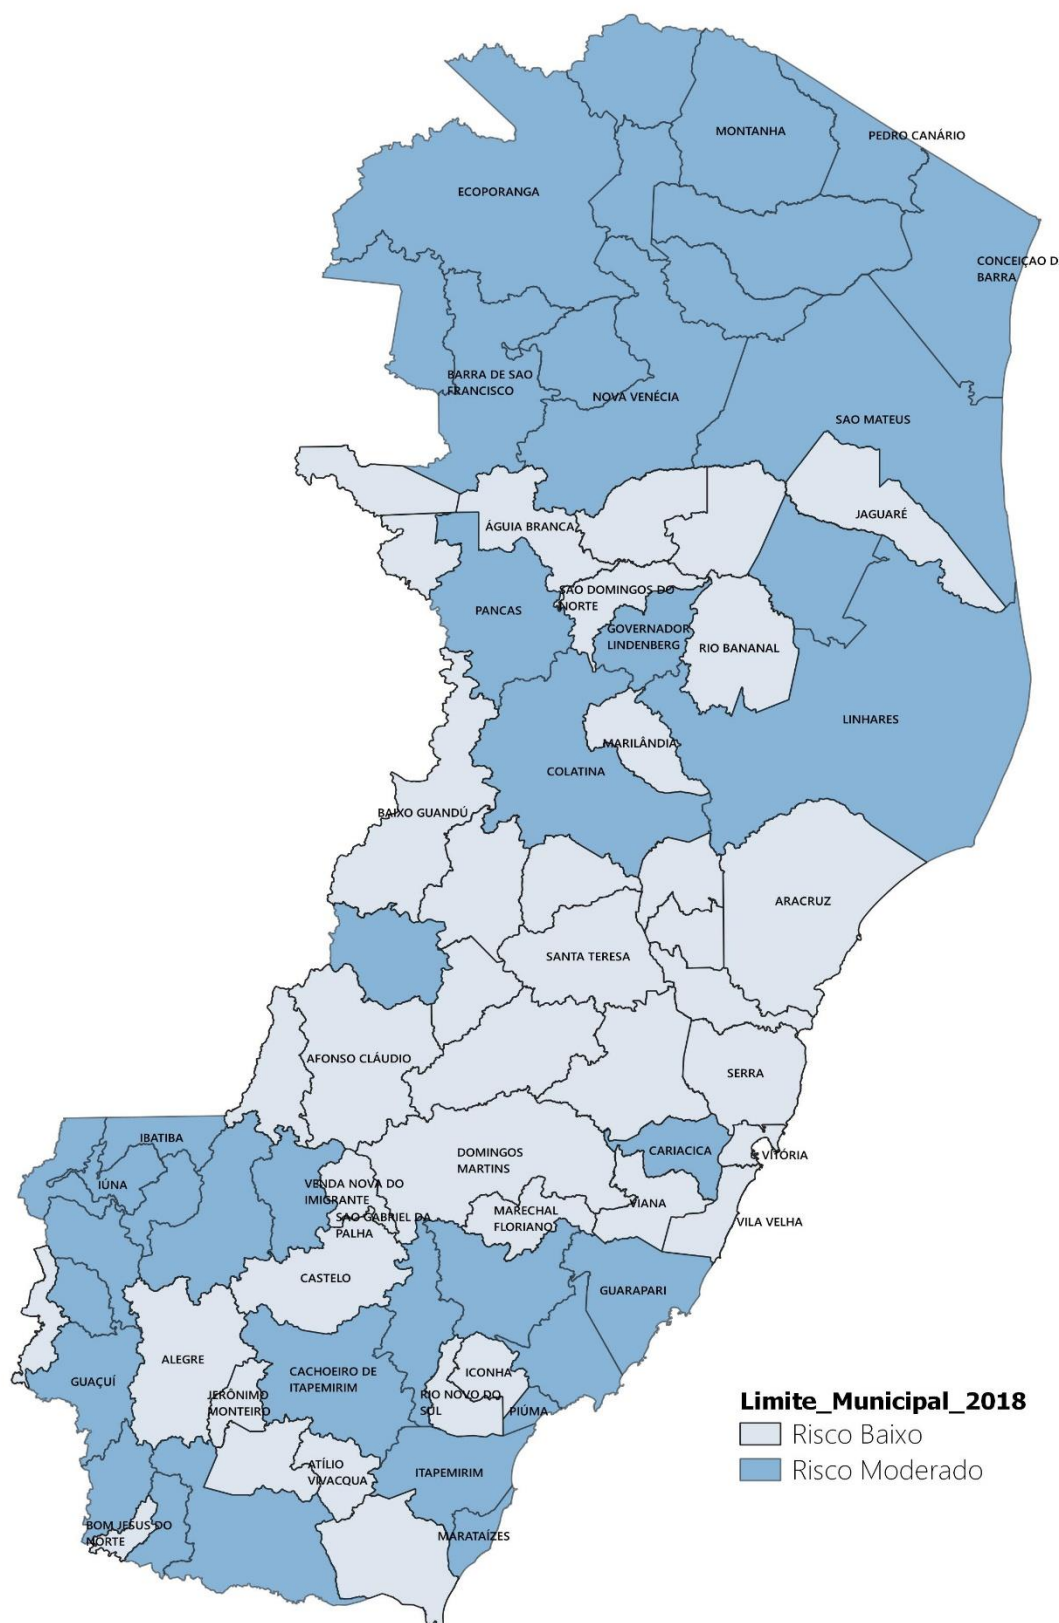 MONTANHA
PEDRO CANÁRIO
ECOPORANGA
CONCEIÇAO D
BARRA
BARRA DE SAO
FRANCISCO
NOVA VENÉCIA
SAO MATEUS
JAGUARÉ
ÁGUIA BRANCA
SAO DOMINGOS DO
NORTE
PANCAS
GOVERNADOR
LINDENBERG
RIO BANANAL
LINHARES
MARILÂNDIA
COLATINA
BAIXO GUANDÚ
ARACRUZ
SANTA TERESA
AFONSO CLÁUDIO
SERRA
IBATIBA
CARIACICA
VITÓRIA
DOMINGOS
MARTINS
IÚNA
VENDA NOVA DO
IMIGRANTE
VIANA
MARECHAL
FLORIANO
SAO GABRIEL DA
PALHA
VILA VELHA
CASTELO
GUARAPARI
ALEGRE
GUAÇUÍ
CACHOEIRO DE
ITAPEMIRIM
ICONHA
JERÔNIMO
MONTEIRO
RIO NOVO DO
SUL
PIÚMA
ATÍLIO
VIVACQUA
ITAPEMIRIM
BOM JESUS DO
NORTE
MARATAÍZES
Limite_Municipal_2018
Risco Baixo
Risco Moderado